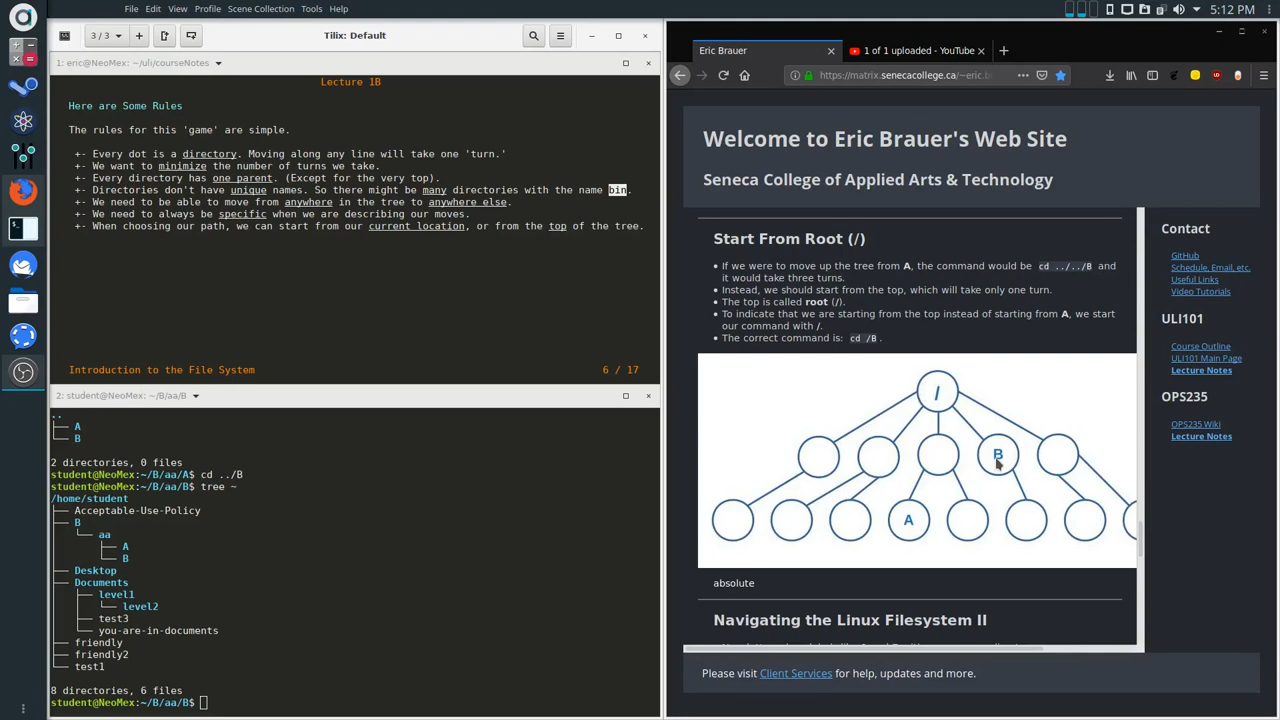 File Edit View Profile Scene Collection Tools Help
5:12 PM
3 / 3
Tilix: Default
1: eric@NeoMex: ~/uli/courseNotes
Lecture 1B
Here are Some Rules
The rules for this 'game' are simple.
+- Every dot is a directory. Moving along any line will take one 'turn.'
+- We want to minimize the number of turns we take.
+- Every directory has one parent. (Except for the very top).
+- Directories don't have unique names. So there might be many directories with the name bin.
+- We need to be able to move from anywhere in the tree to anywhere else.
+- We need to always be specific when we are describing our moves.
+- When choosing our path, we can start from our current location, or from the top of the tree.
Introduction to the File System 6 / 17
2: student@NeoMex: ~/B/aa/B
..
├── A
└── B
2 directories, 0 files
student@NeoMex:~/B/aa/A$ cd ../B
student@NeoMex:~/B/aa/B$ tree ~
/home/student
├── Acceptable-Use-Policy
├── B
│   └── aa
│       ├── A
│       └── B
├── Desktop
├── Documents
│   ├── level1
│   │   └── level2
│   ├── test3
│   └── you-are-in-documents
├── friendly
├── friendly2
└── test1
8 directories, 6 files
student@NeoMex:~/B/aa/B$
Eric Brauer
1 of 1 uploaded - YouTube
https://matrix.senecacollege.ca/~eric.b
Welcome to Eric Brauer's Web Site
Seneca College of Applied Arts & Technology
Start From Root (/)
• If we were to move up the tree from A, the command would be cd ../../B and
it would take three turns.
• Instead, we should start from the top, which will take only one turn.
• The top is called root (/).
• To indicate that we are starting from the top instead of starting from A, we start
our command with /.
• The correct command is: cd /B .
/
B
A
absolute
Navigating the Linux Filesystem II
Contact
GitHub
Schedule, Email, etc.
Useful Links
Video Tutorials
ULI101
Course Outline
ULI101 Main Page
Lecture Notes
OPS235
OPS235 Wiki
Lecture Notes
Please visit Client Services for help, updates and more.